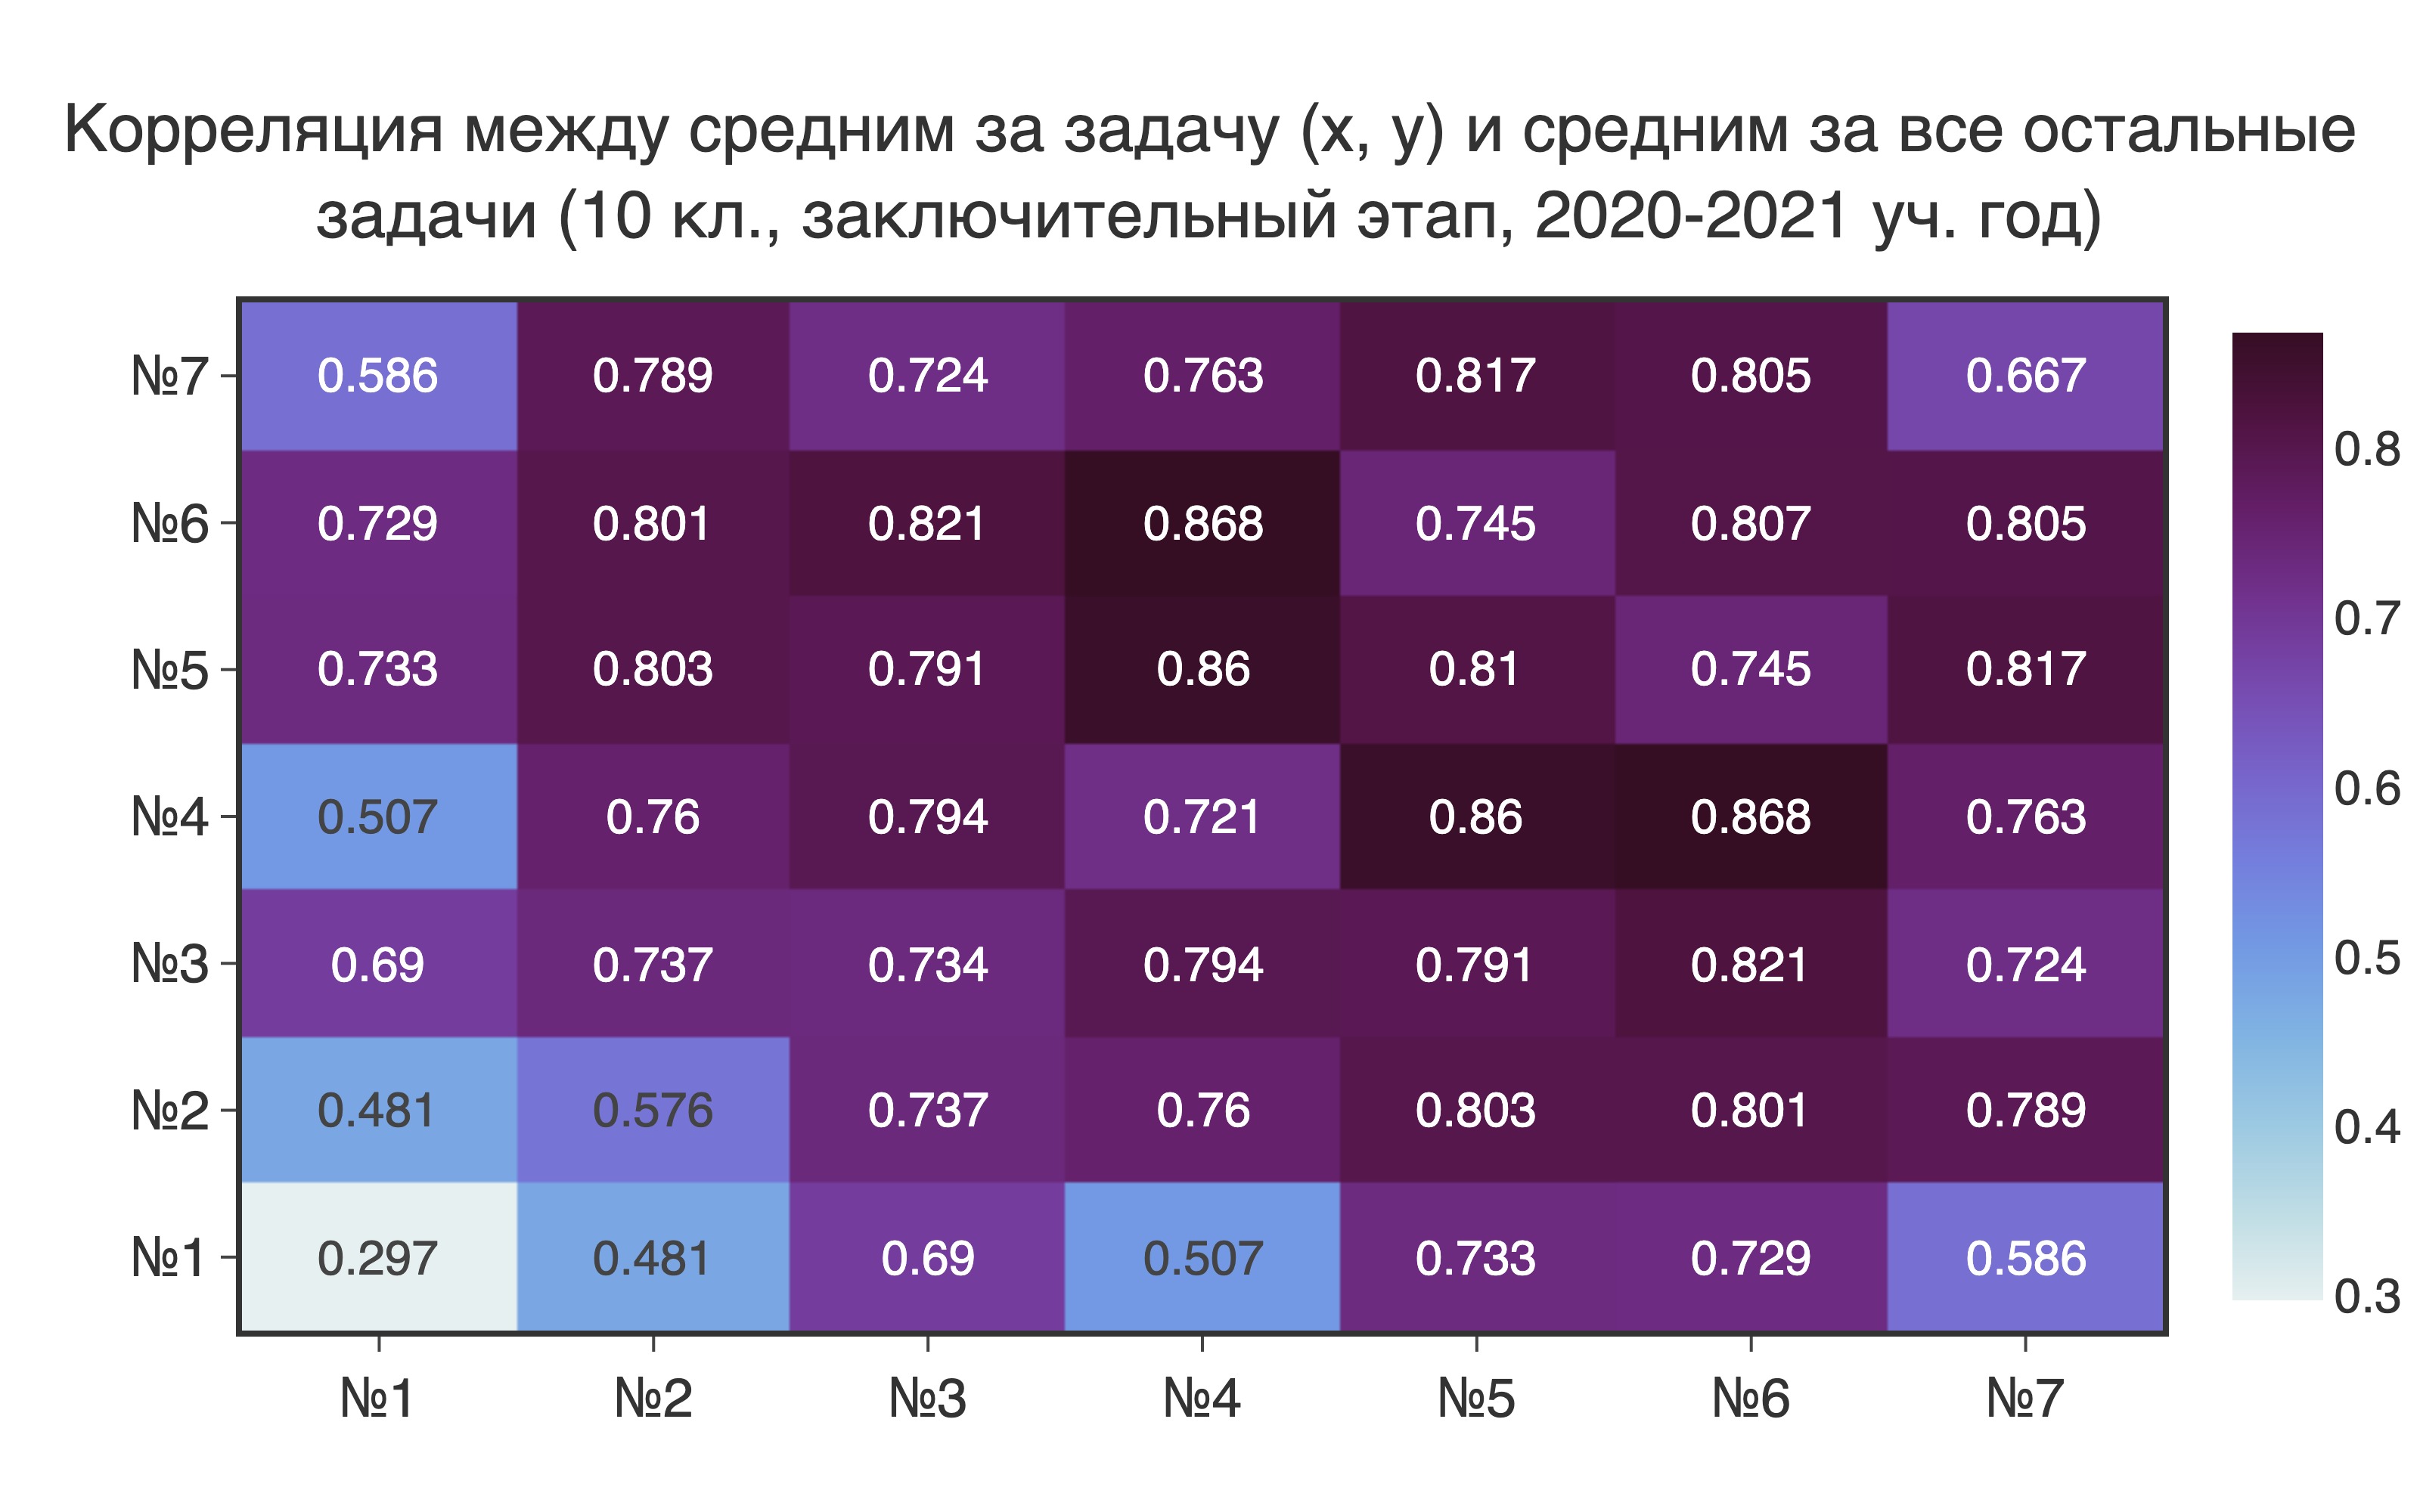 Корреляция между средним за задачу (x, y) и средним за все остальные
задачи (10 кл., заключительный этап, 2020-2021 уч. год)
№7 0.586 0.789 0.724 0.763 0.817 0.805 0.667
0.8
№6 0.729 0.801 0.821 0.868 0.745 0.807 0.805
0.7
№5 0.733 0.803 0.791 0.86 0.81 0.745 0.817
0.6
№4 0.507 0.76 0.794 0.721 0.86 0.868 0.763
0.5
№3 0.69 0.737 0.734 0.794 0.791 0.821 0.724
№2 0.481 0.576 0.737 0.76 0.803 0.801 0.789
0.4
№1 0.297 0.481 0.69 0.507 0.733 0.729 0.586
0.3
№1 №2 №3 №4 №5 №6 №7